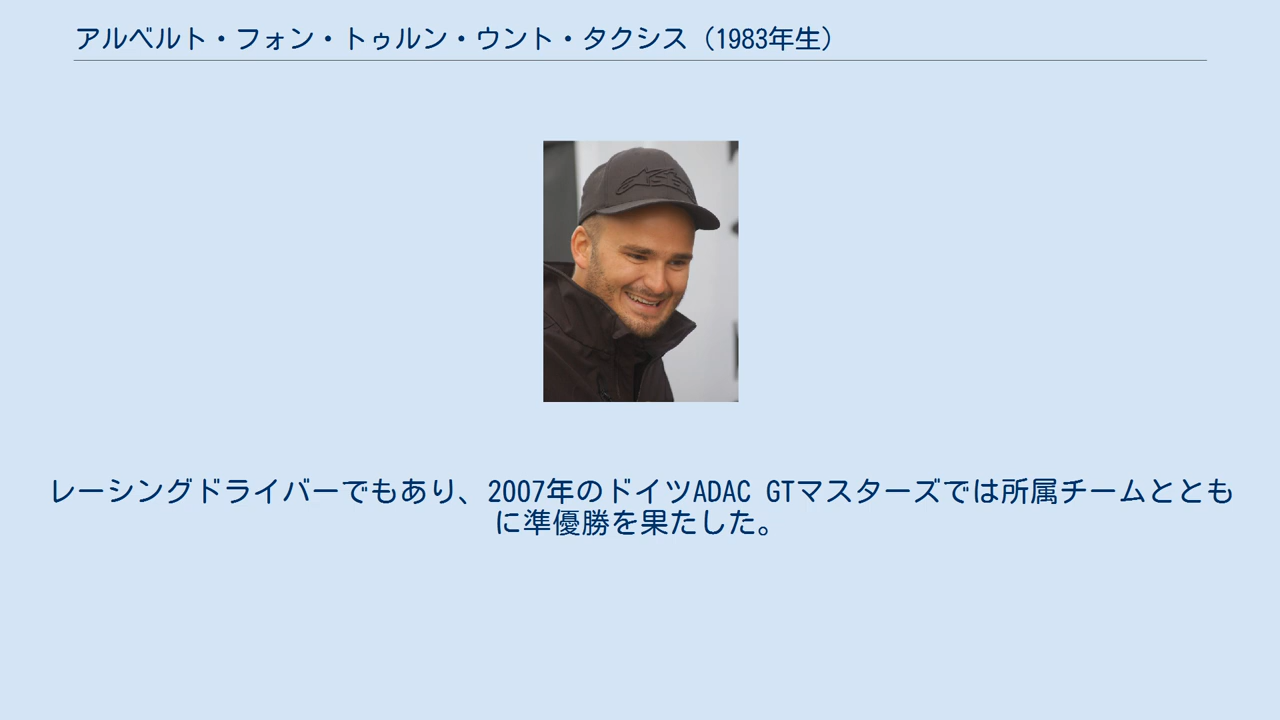 アルベルト・フォン・トゥルン・ウント・タクシス（1983年生）
レーシングドライバーでもあり、2007年のドイツADAC GTマスターズでは所属チームととも
に準優勝を果たした。